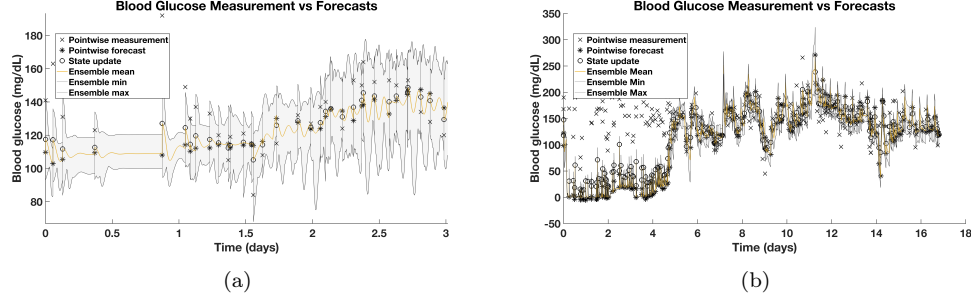 Blood Glucose Measurement vs Forecasts
Blood glucose (mg/dL)
180
160
140
120
100
80
Pointwise measurement
Pointwise forecast
State update
Ensemble mean
Ensemble min
Ensemble max
0
0.5
1
1.5
2
2.5
3
Time (days)
(a)
Blood Glucose Measurement vs Forecasts
Blood glucose (mg/dL)
350
300
250
200
150
100
50
0
-50
Pointwise measurement
Pointwise forecast
State update
Ensemble Mean
Ensemble Min
Ensemble Max
0
2
4
6
8
10
12
14
16
18
Time (days)
(b)